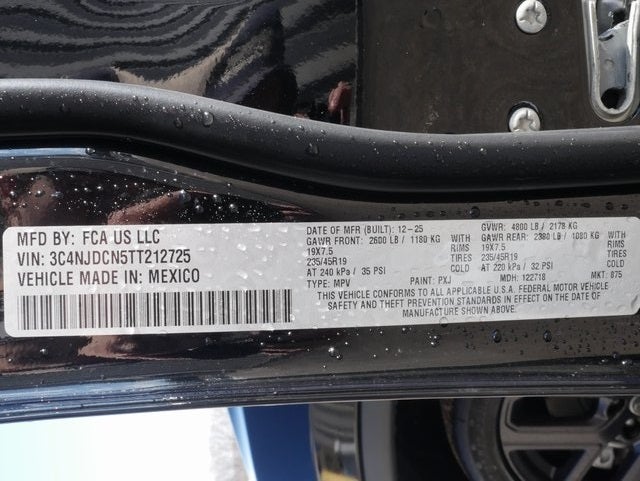 MFD BY: FCA US LLC
VIN: 3C4NJDCN5TT212725
VEHICLE MADE IN: MEXICO
DATE OF MFR (BUILT): 12-25 GVWR: 4800 LB / 2178 KG
GAWR FRONT: 2600 LB / 1180 KG WITH GAWR REAR: 2380 LB / 1080 KG WITH
19X7.5 RIMS 19X7.5 RIMS
235/45R19 TIRES 235/45R19 TIRES
AT 240 kPa / 35 PSI COLD AT 220 kPa / 32 PSI COLD
TYPE: MPV PAINT: PXJ MDH: 122718 MKT: 875
THIS VEHICLE CONFORMS TO ALL APPLICABLE U.S.A. FEDERAL MOTOR VEHICLE
SAFETY AND THEFT PREVENTION STANDARDS IN EFFECT ON THE DATE OF
MANUFACTURE SHOWN ABOVE.